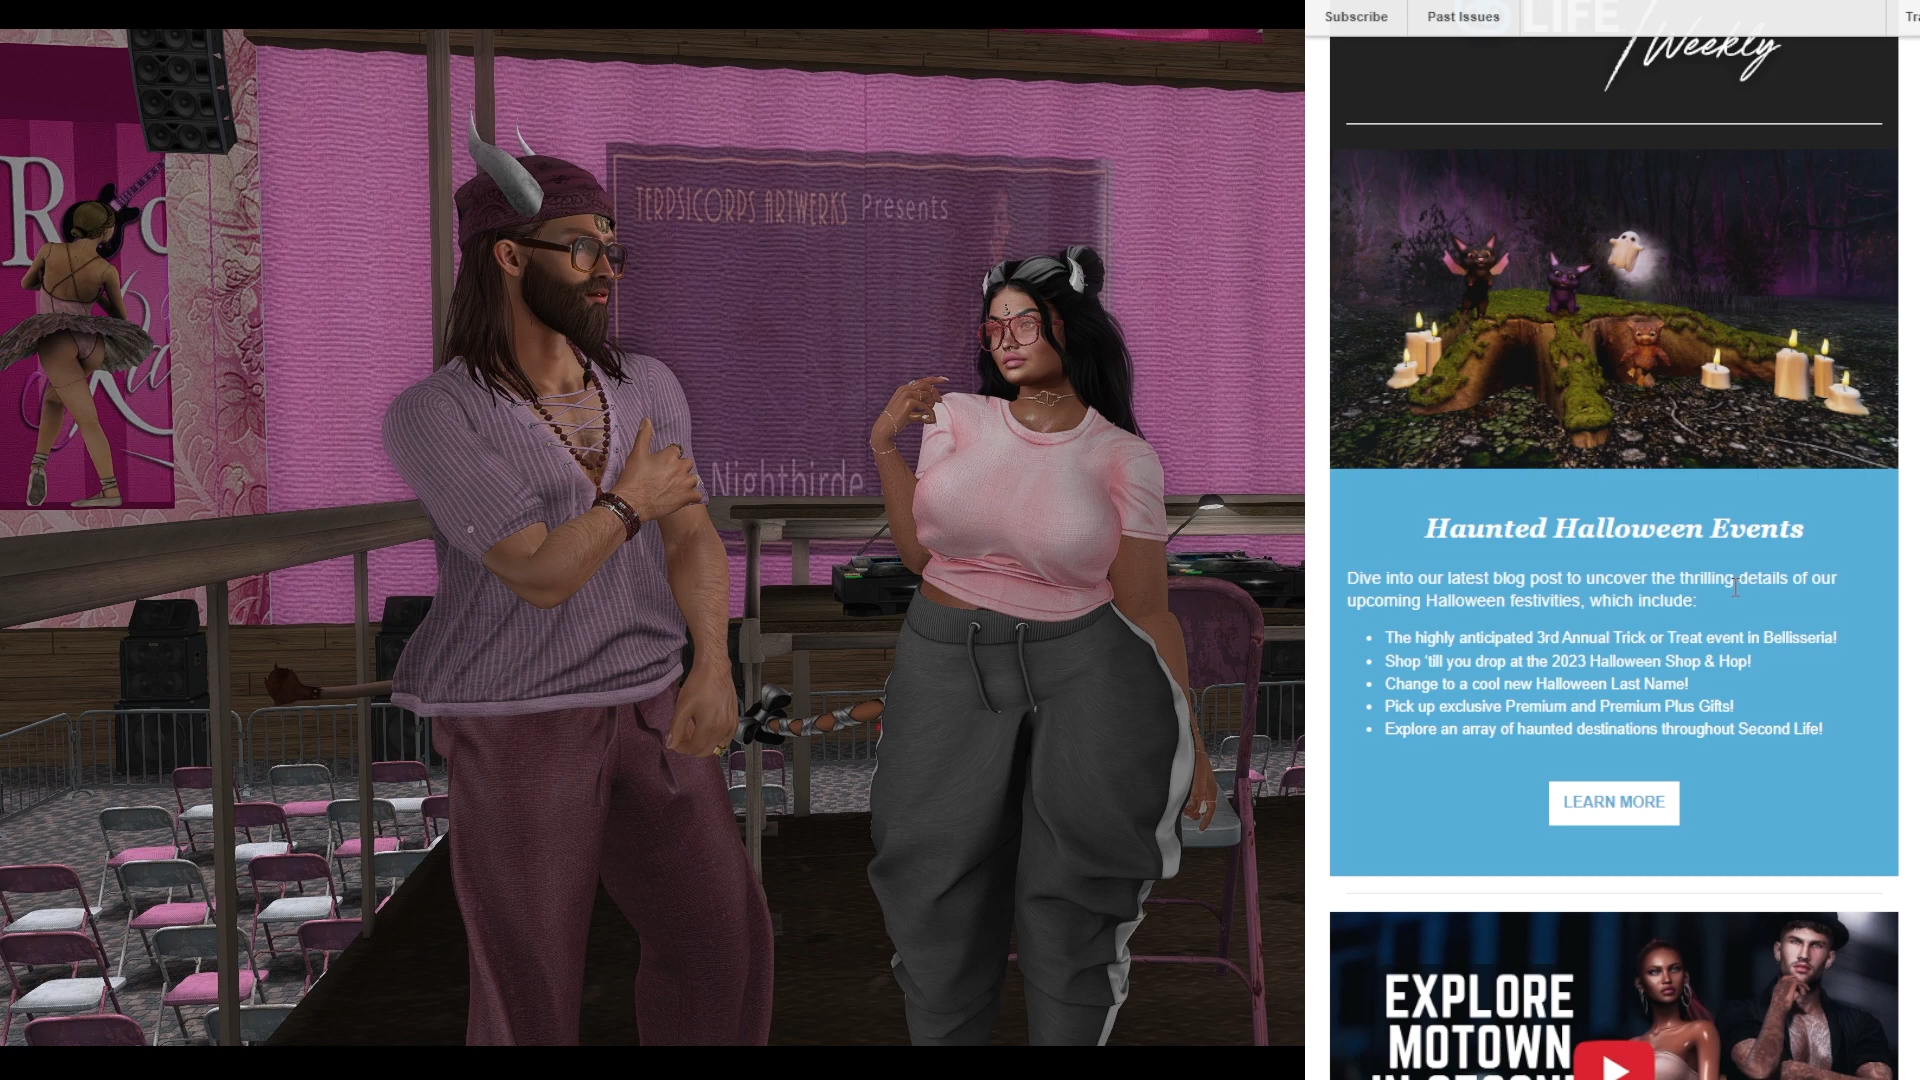 TERPSICORPS ARTWERKS Presents
Nightbirde
Subscribe
Past Issues
LIFE
Weekly
Haunted Halloween Events
Dive into our latest blog post to uncover the thrilling details of our
upcoming Halloween festivities, which include:
The highly anticipated 3rd Annual Trick or Treat event in Bellisseria!
Shop 'till you drop at the 2023 Halloween Shop & Hop!
Change to a cool new Halloween Last Name!
Pick up exclusive Premium and Premium Plus Gifts!
Explore an array of haunted destinations throughout Second Life!
LEARN MORE
EXPLORE
MOTOWN